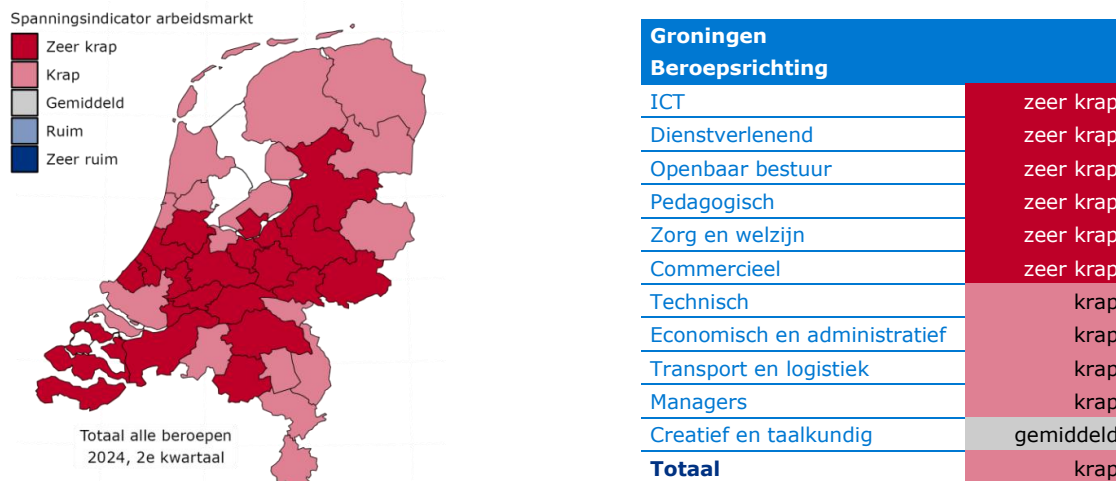 Spanningsindicator arbeidsmarkt
Zeer krap
Krap
Gemiddeld
Ruim
Zeer ruim
Totaal alle beroepen
2024, 2e kwartaal
Groningen
Beroepsrichting
ICT zeer krap
Dienstverlenend zeer krap
Openbaar bestuur zeer krap
Pedagogisch zeer krap
Zorg en welzijn zeer krap
Commercieel zeer krap
Technisch krap
Economisch en administratief krap
Transport en logistiek krap
Managers krap
Creatief en taalkundig gemiddeld
Totaal krap